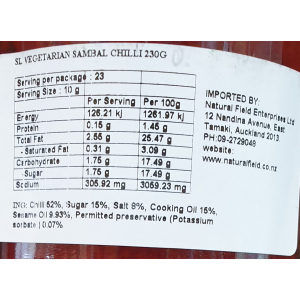 SL VEGETARIAN SAMBAL CHILLI 230G
Serving per package : 23
Serving Size : 10 g
Per Serving Per 100g
Energy 126.21 kj 1261.97 kj
Protein 0.15 g 1.45 g
Total Fat 2.55 g 25.47 g
- Saturated Fat 0.31 g 3.09 g
Carbohydrate 1.75 g 17.49 g
- Sugar 1.75 g 17.49 g
Sodium 305.92 mg 3059.23 mg
ING: Chili 52%, Sugar 15%, Salt 8%, Cooking Oil 15%,
Sesame Oil 9.93%, Permitted preservative (Potassium
sorbate ) 0.07%
IMPORTED BY:
Natural Field Enterprises Ltd
12 Nandina Avenue, East
Tamaki, Auckland 2013
PH:09-2729049
website:
www.naturalfield.co.nz